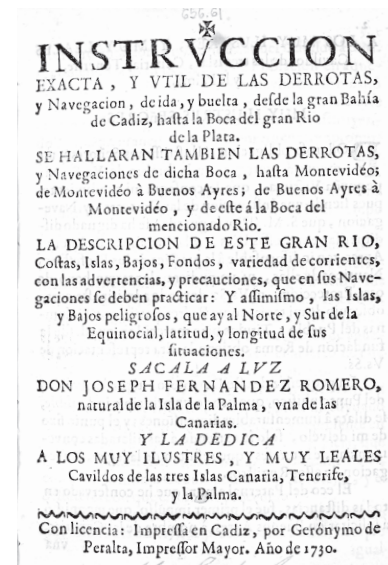 INSTRVCCION
EXACTA, Y VTIL DE LAS DERROTAS,
y Navegacion, de ida, y buelta, deſde la gran Bahía
de Cadiz, haſta la Boca del gran Rio
de la Plata.
SE HALLARAN TAMBIEN LAS DERROTAS,
y Navegaciones de dicha Boca, haſta Montevidéo;
de Montevidéo à Buenos Ayres; de Buenos Ayres à
Montevidéo, y de eſte á la Boca del
mencionado Rio.
LA DESCRIPCION DE ESTE GRAN RIO,
Coſtas, Islas, Bajos, Fondos, variedad de corrientes,
con las advertencias, y precauciones, que en ſus Nave-
gaciones ſe deben practicar: Y aſſimiſmo, las Islas,
y Bajos peligroſos, que ay al Norte, y Sur de la
Equinocial, latitud, y longitud de ſus
ſituaciones.
SACALA A LVZ
DON JOSEPH FERNANDEZ ROMERO,
natural de la Isla de la Palma, vna de las
Canarias.
Y LA DEDICA
A LOS MUY ILUSTRES, Y MUY LEALES
Cavildos de las tres Islas Canaria, Tenerife,
y la Palma.
Con licencia: Impreſſa en Cadiz, por Gerónymo de
Peralta, Impreſſor Mayor. Año de 1730.